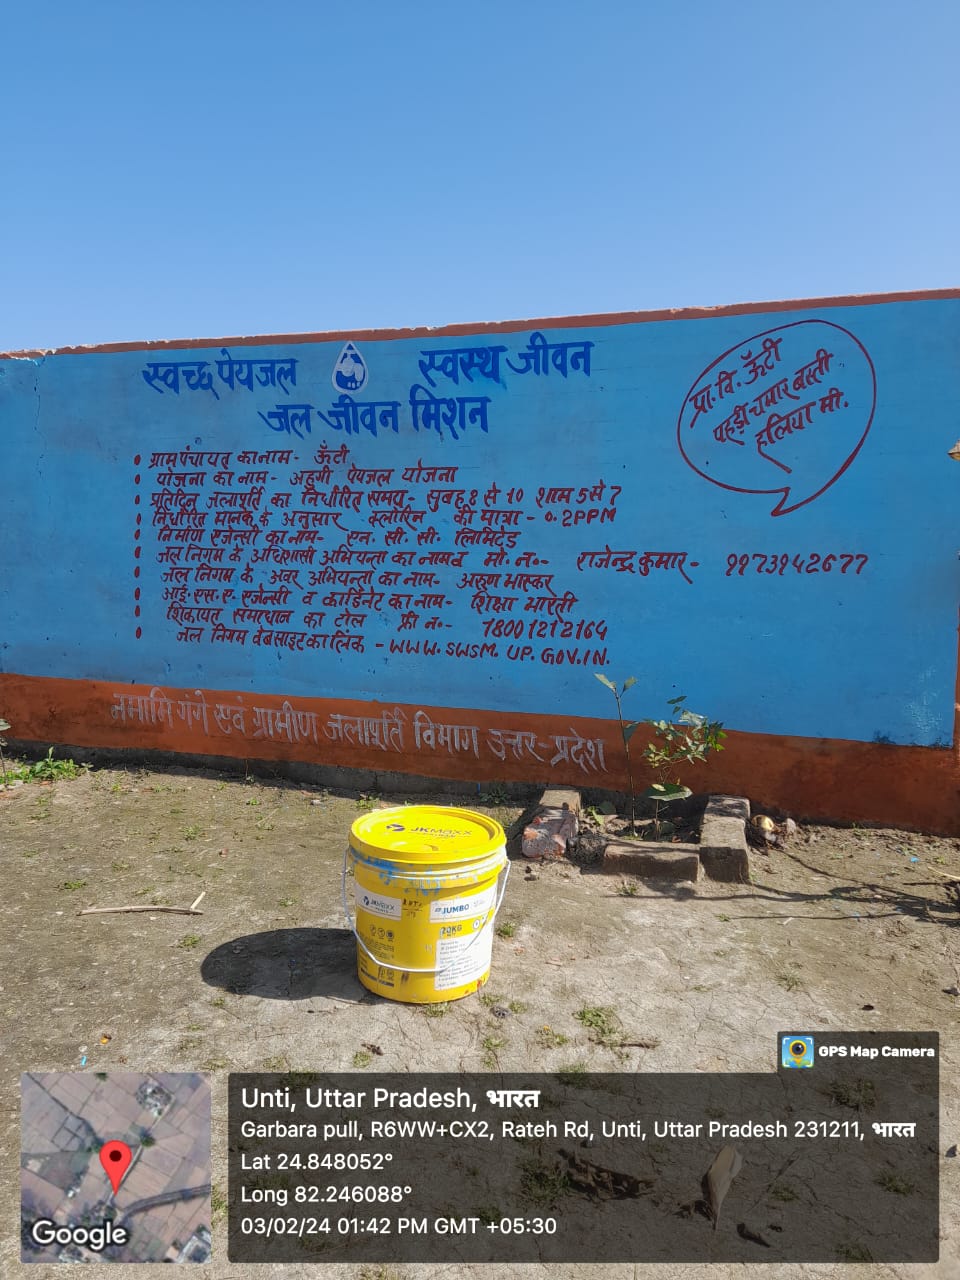 स्वच्छ पेयजल स्वस्थ जीवन
जल जीवन मिशन
प्रा. वि. ऊँटी
पहड़ी चमार बस्ती
हलिया मी.
• ग्राम पंचायत का नाम - ऊँटी
• योजना का नाम - अहुगी पेयजल योजना
• प्रतिदिन जलापूर्ति का निर्धारित समय - सुबह 8 से 10 शाम 5 से 7
• निर्धारित मानक के अनुसार क्लोरिन की मात्रा - 0.2PPM
• निर्माण एजेन्सी का नाम - एन. सी. सी. लिमिटेड
• जल निगम के अधिशासी अभियन्ता का नाम व मो. न. - राजेन्द्र कुमार - ११73१42677
• जल निगम के अवर अभियन्ता का नाम - अरुण भास्कर
• आई. एस. ए. एजेन्सी व कार्डिनेट का नाम - शिक्षा भारती
• शिकायत समाधान का टोल फ्री न. - 18001212164
• जल निगम वेबसाइट का लिंक - WWW.SWSM.UP.GOV.IN.
नमामि गंगे एवं ग्रामीण जलापूर्ति विभाग उत्तर-प्रदेश
JKMAXX
JKMAXX
JUMBO
20KG
GPS Map Camera
Unti, Uttar Pradesh, भारत
Garbara pull, R6WW+CX2, Rateh Rd, Unti, Uttar Pradesh 231211, भारत
Lat 24.848052°
Long 82.246088°
03/02/24 01:42 PM GMT +05:30
Google